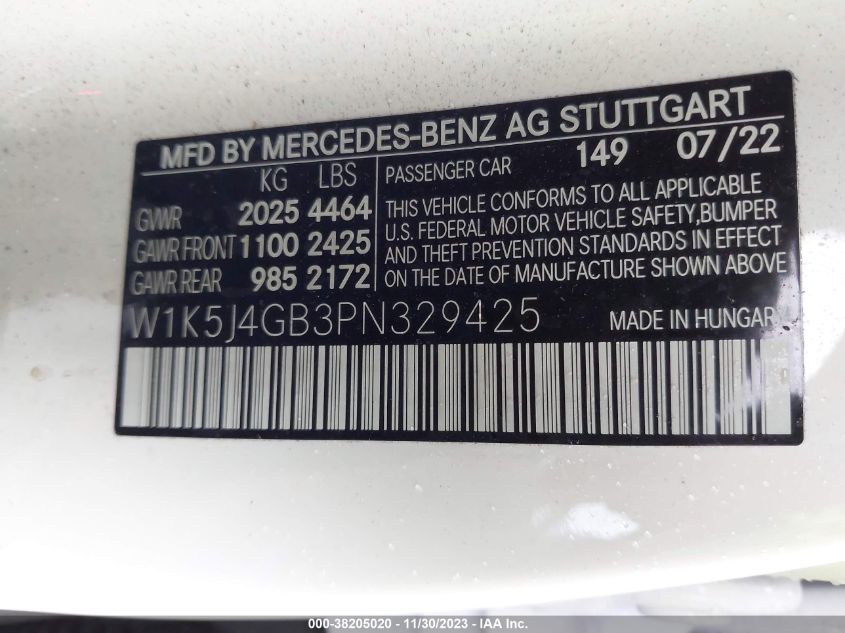 MFD BY MERCEDES-BENZ AG STUTTGART
KG LBS
GVWR 2025 4464
GAWR FRONT 1100 2425
GAWR REAR 985 2172
PASSENGER CAR 149 07/22
THIS VEHICLE CONFORMS TO ALL APPLICABLE
U.S. FEDERAL MOTOR VEHICLE SAFETY,BUMPER
AND THEFT PREVENTION STANDARDS IN EFFECT
ON THE DATE OF MANUFACTURE SHOWN ABOVE
W1K5J4GB3PN329425 MADE IN HUNGARY
000-38205020 - 11/30/2023 - IAA Inc.